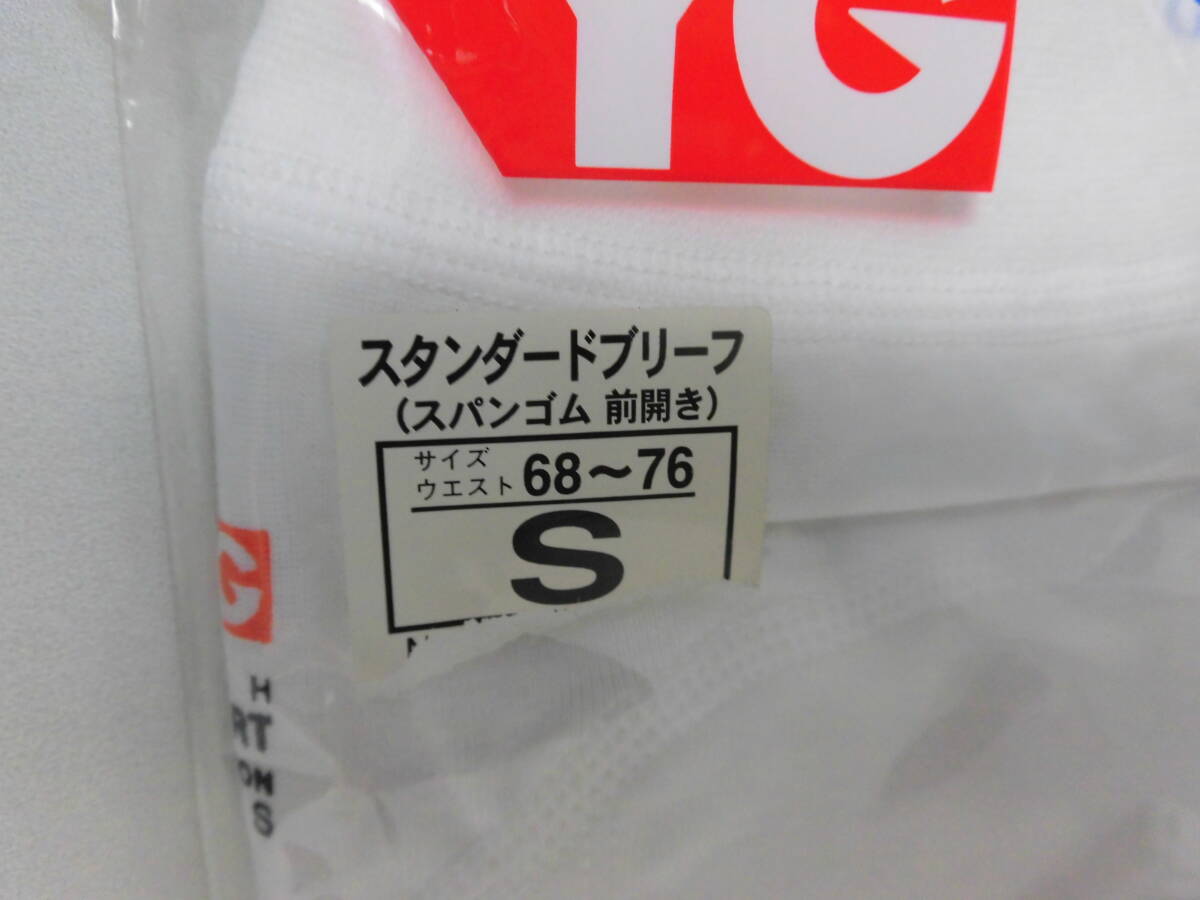 YG
スタンダードブリーフ
（スパンゴム 前開き）
サイズ
ウエスト 68～76
S
G
H
RT
ON
S